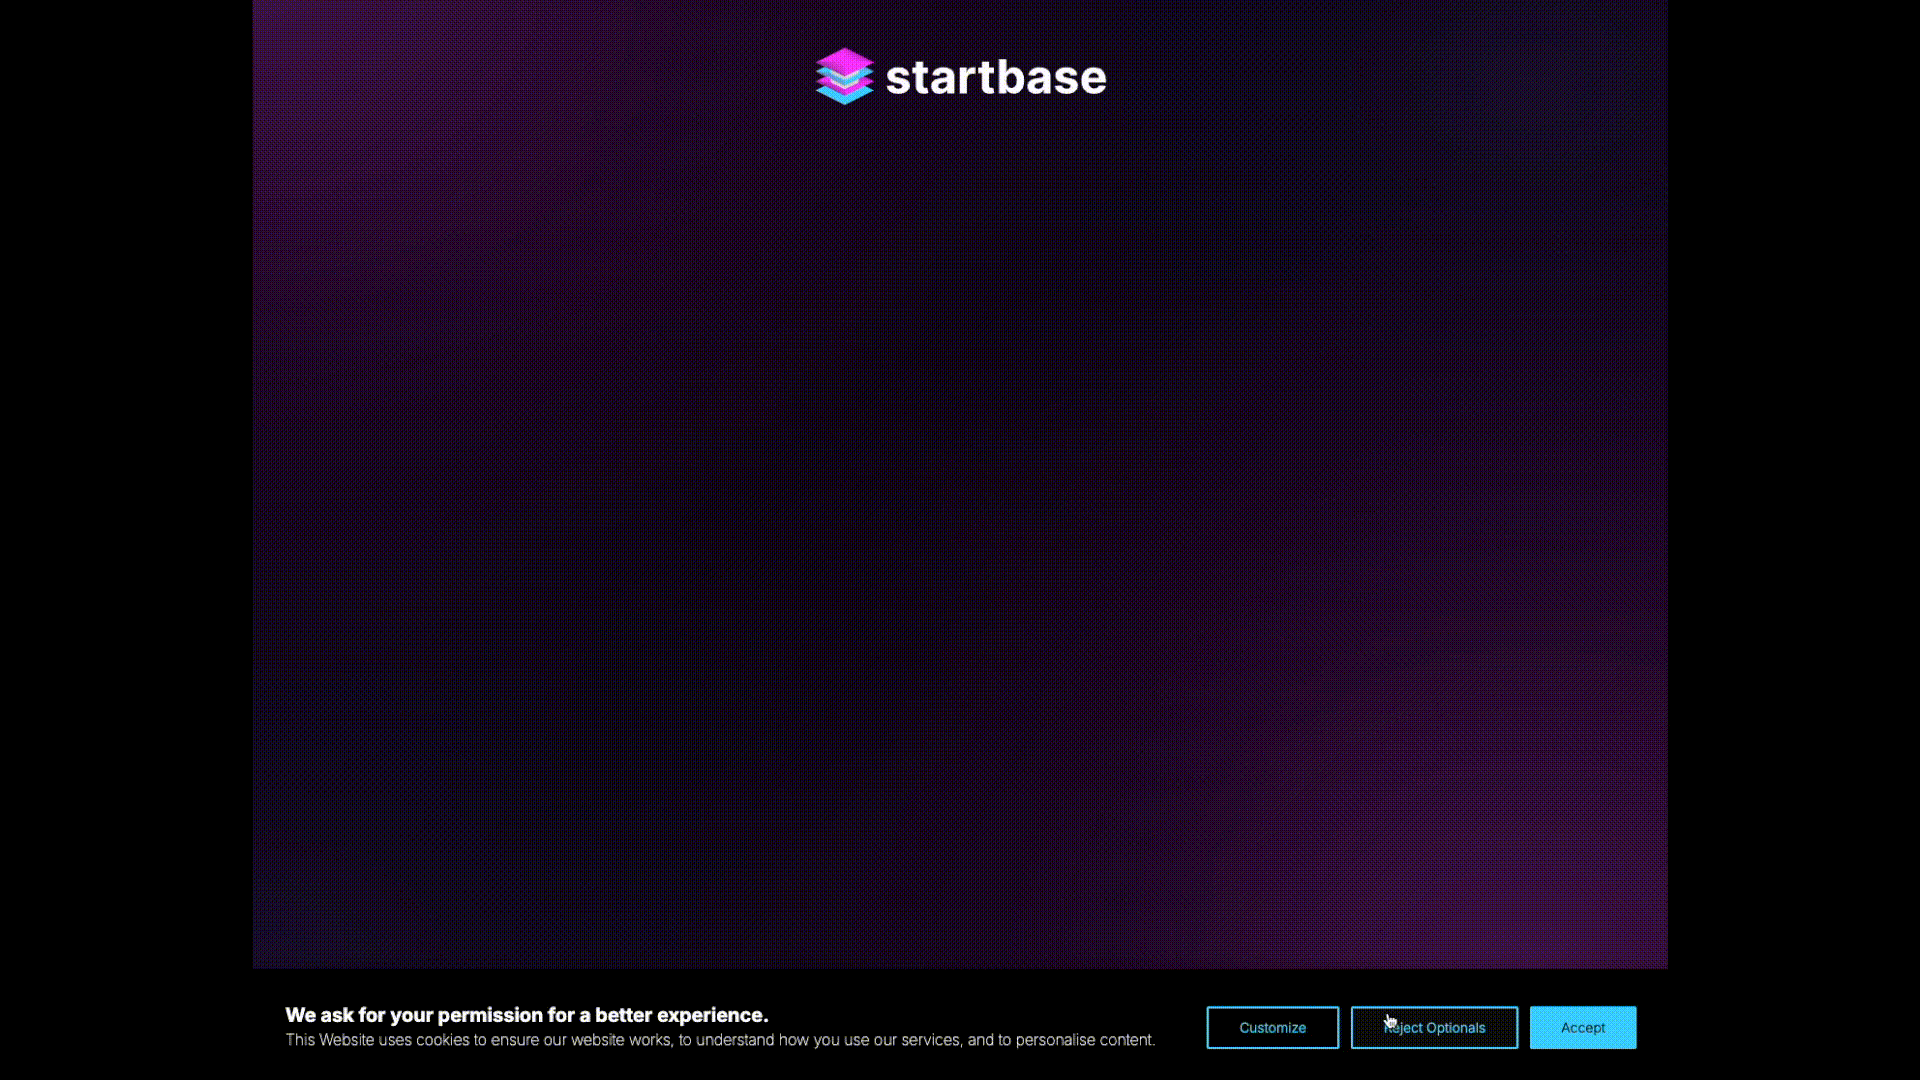 startbase
We ask for your permission for a better experience.
This Website uses cookies to ensure our website works, to understand how you use our services, and to personalise content.
Customize
Reject Optionals
Accept